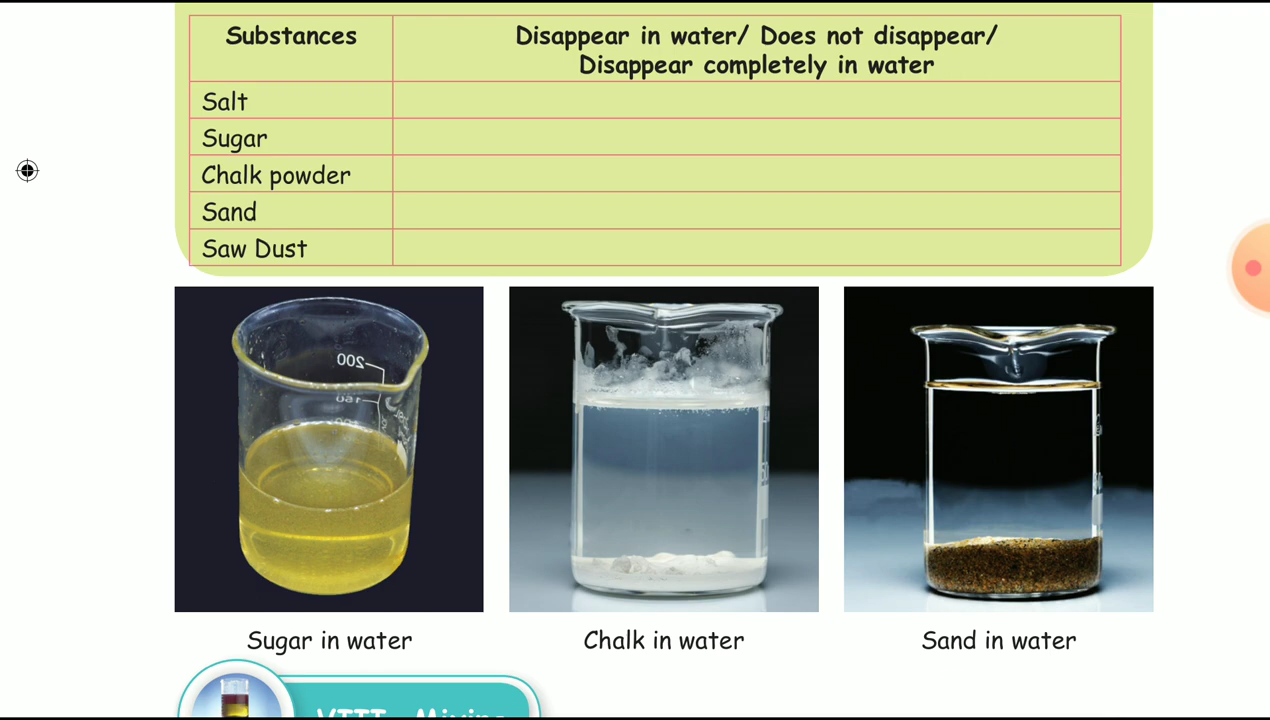 Substances
Disappear in water/ Does not disappear/
Disappear completely in water
Salt
Sugar
Chalk powder
Sand
Saw Dust
200
Sugar in water
Chalk in water
Sand in water
VIII